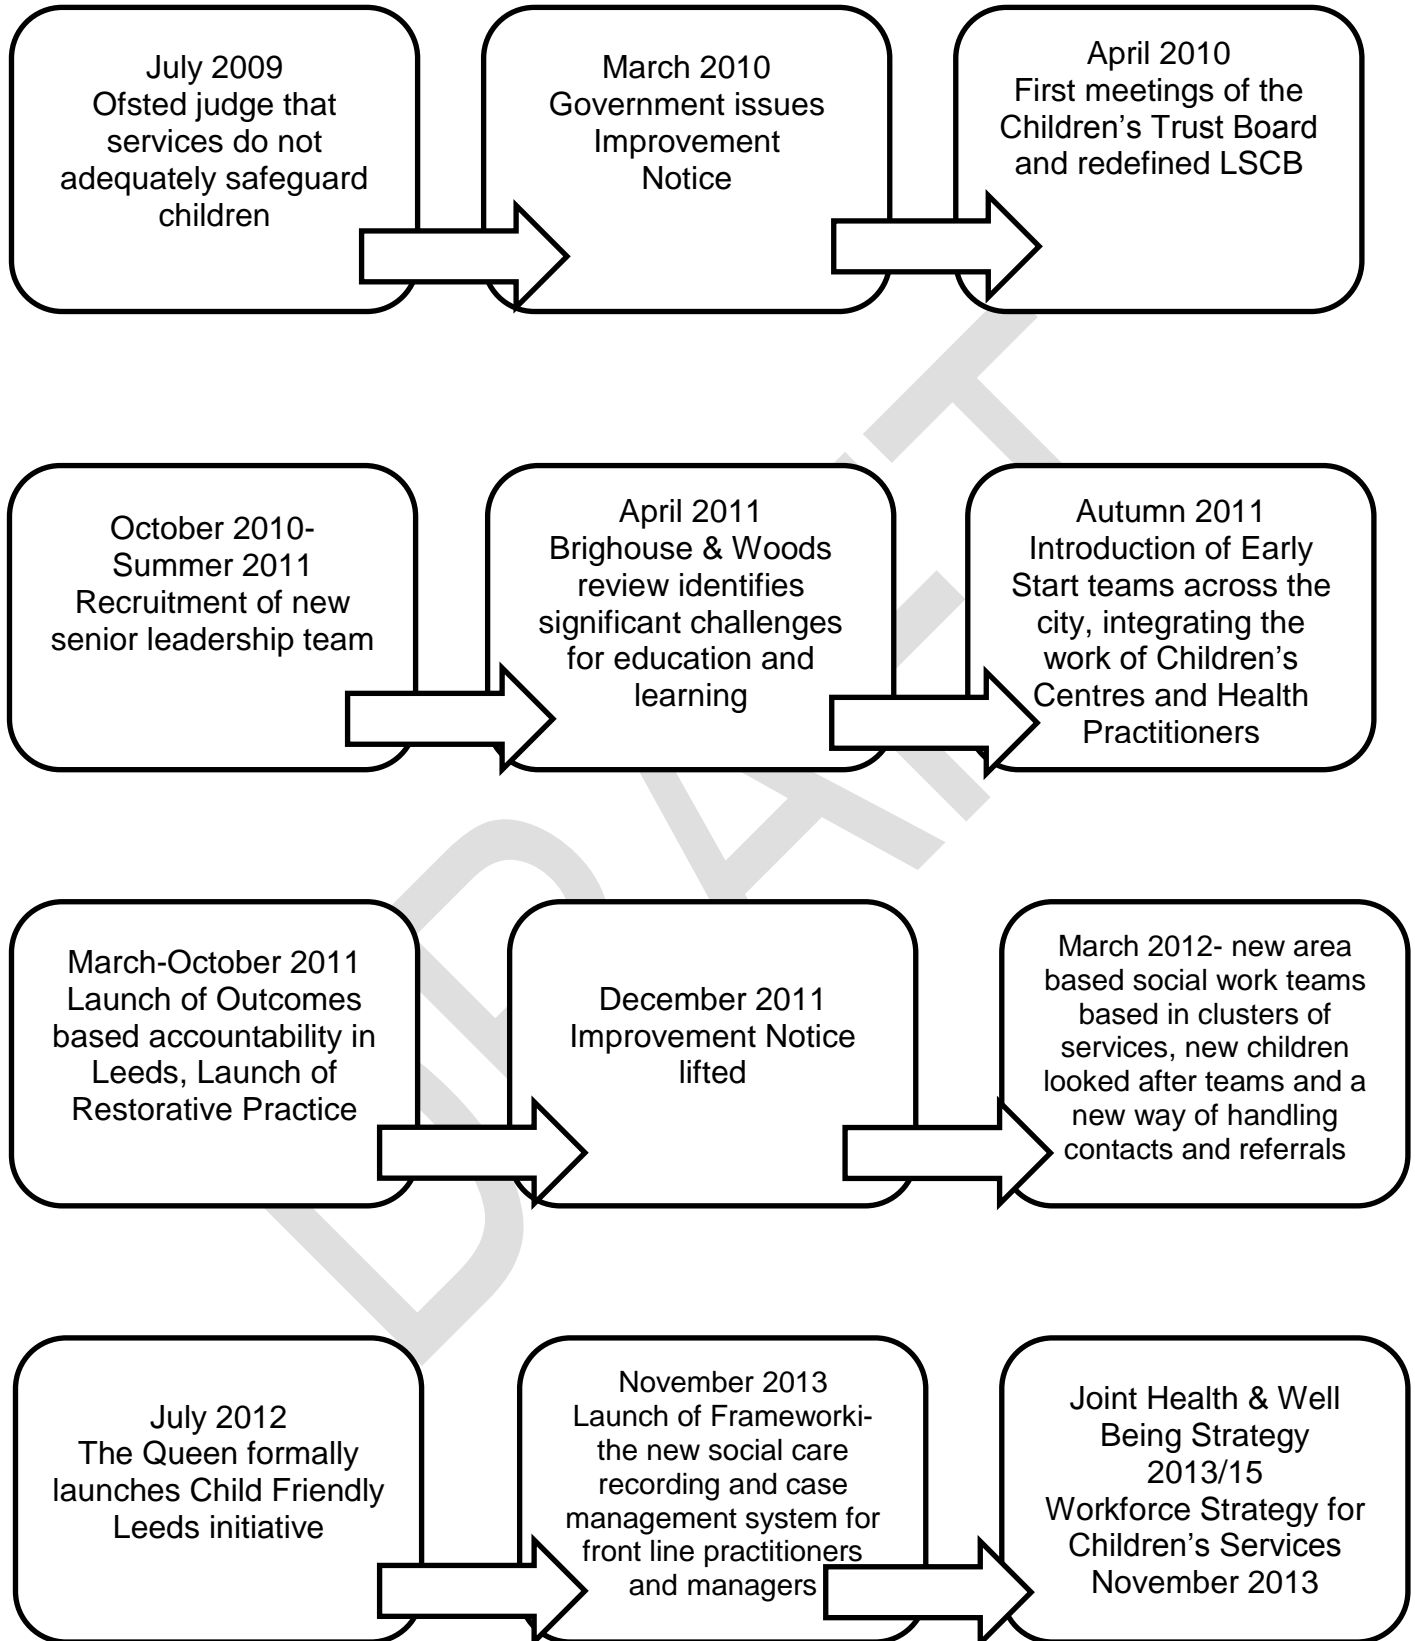 July 2009
Ofsted judge that
services do not
adequately safeguard
children
March 2010
Government issues
Improvement
Notice
April 2010
First meetings of the
Children’s Trust Board
and redefined LSCB
October 2010-
Summer 2011
Recruitment of new
senior leadership team
April 2011
Brighouse & Woods
review identifies
significant challenges
for education and
learning
Autumn 2011
Introduction of Early
Start teams across the
city, integrating the
work of Children’s
Centres and Health
Practitioners
March-October 2011
Launch of Outcomes
based accountability in
Leeds, Launch of
Restorative Practice
December 2011
Improvement Notice
lifted
March 2012- new area
based social work teams
based in clusters of
services, new children
looked after teams and a
new way of handling
contacts and referrals
July 2012
The Queen formally
launches Child Friendly
Leeds initiative
November 2013
Launch of Frameworki-
the new social care
recording and case
management system for
front line practitioners
and managers
Joint Health & Well
Being Strategy
2013/15
Workforce Strategy for
Children’s Services
November 2013
DRAFT